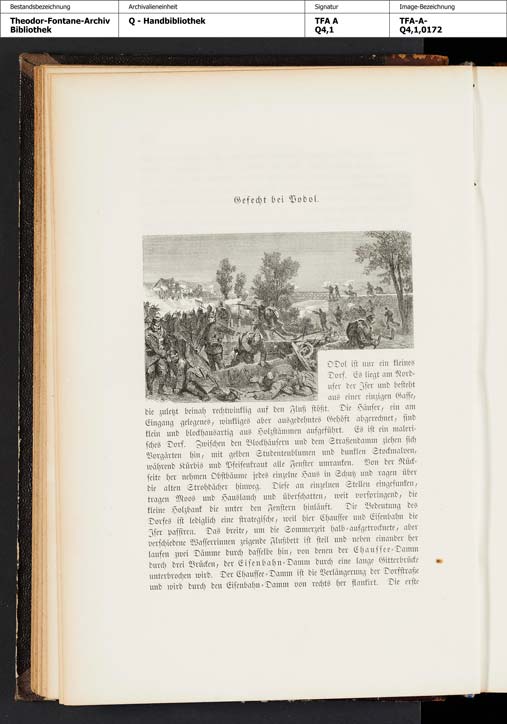 Bestandsbezeichnung
Archivalieneinheit
Signatur
Image-Bezeichnung
Theodor-Fontane-Archiv
Bibliothek
Q - Handbibliothek
TFA A
Q4,1
TFA-A-
Q4,1,0172
Gefecht bei Podol.
ODol ist nur ein kleines
Dorf. Es liegt am Nord-
ufer der Iser und besteht
aus einer einzigen Gasse,
die zuletzt beinah rechtwinklig auf den Fluß stößt. Die Häuser, ein am
Eingang gelegenes, winkliges aber ausgedehntes Gehöft abgerechnet, sind
klein und blockhausartig aus Holzstämmen aufgeführt. Es ist ein maleri-
sches Dorf. Zwischen den Blockhäusern und dem Straßendamm ziehen sich
Vorgärten hin, mit gelben Studentenblumen und dunklen Stockmalven,
während Kürbis und Pfeifenkraut alle Fenster umranken. Von der Rück-
seite her nehmen Obstbäume jedes einzelne Haus in Schutz und ragen über
die alten Strohdächer hinweg. Diese an einzelnen Stellen eingesunken,
tragen Moos und Hauslauch und überschatten, weit vorspringend, die
kleine Holzbank die unter den Fenstern hinläuft. Die Bedeutung des
Dorfes ist lediglich eine strategische, weil hier Chaussee und Eisenbahn die
Iser passiren. Das breite, um die Sommerzeit halb-aufgetrocknete, aber
verschiedene Wasserrinnen zeigende Flußbett ist steil und neben einander her
laufen zwei Dämme durch dasselbe hin, von denen der Chaussee-Damm
durch drei Brücken, der Eisenbahn-Damm durch eine lange Gitterbrücke
unterbrochen wird. Der Chaussee-Damm ist die Verlängerung der Dorfstraße
und wird durch den Eisenbahn-Damm von rechts her flankirt. Die erste